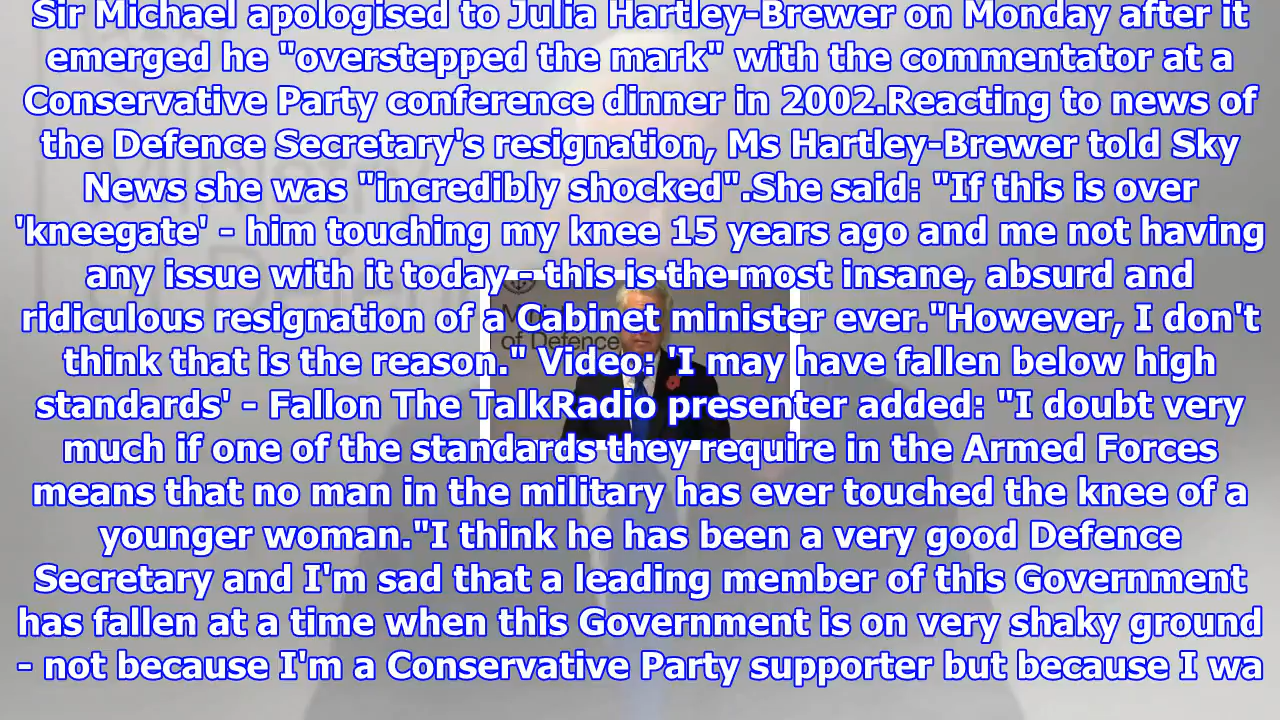 Sir Michael apologised to Julia Hartley-Brewer on Monday after it
emerged he "overstepped the mark" with the commentator at a
Conservative Party conference dinner in 2002.Reacting to news of
the Defence Secretary's resignation, Ms Hartley-Brewer told Sky
News she was "incredibly shocked".She said: "If this is over
'kneegate' - him touching my knee 15 years ago and me not having
any issue with it today - this is the most insane, absurd and
ridiculous resignation of a Cabinet minister ever."However, I don't
think that is the reason." Video: 'I may have fallen below high
standards' - Fallon The TalkRadio presenter added: "I doubt very
much if one of the standards they require in the Armed Forces
means that no man in the military has ever touched the knee of a
younger woman."I think he has been a very good Defence
Secretary and I'm sad that a leading member of this Government
has fallen at a time when this Government is on very shaky ground
- not because I'm a Conservative Party supporter but because I wa
of Defence